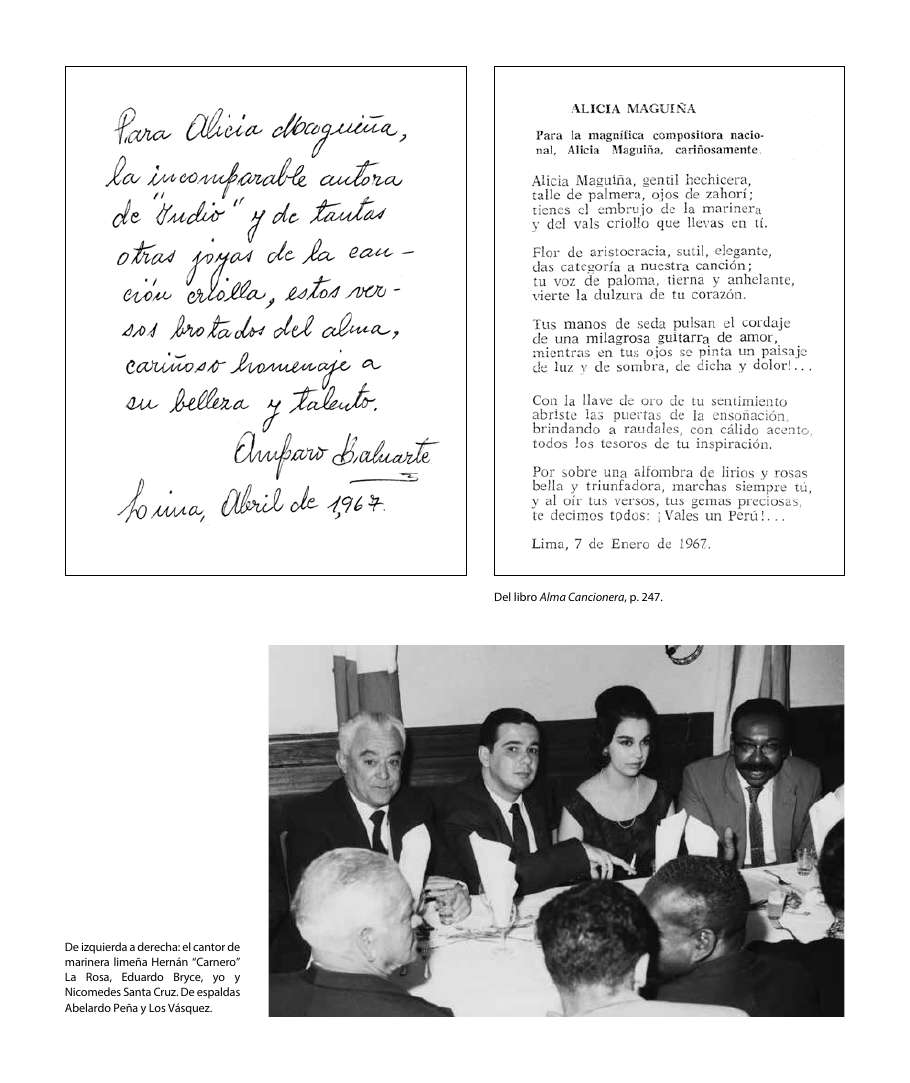 Para Alicia Maguiña,
la incomparable autora
de "Indio" y de tantas
otras joyas de la can-
ción criolla, estos ver-
sos brotados del alma,
cariñoso homenaje a
su belleza y talento.
Amparo Baluarte
Lima, Abril de 1,967.
ALICIA MAGUIÑA
Para la magnífica compositora nacio-
nal, Alicia Maguiña, cariñosamente.
Alicia Maguiña, gentil hechicera,
talle de palmera, ojos de zahorí;
tienes el embrujo de la marinera
y del vals criollo que llevas en tí.
Flor de aristocracia, sutil, elegante,
das categoría a nuestra canción;
tu voz de paloma, tierna y anhelante,
vierte la dulzura de tu corazón.
Tus manos de seda pulsan el cordaje
de una milagrosa guitarra de amor,
mientras en tus ojos se pinta un paisaje
de luz y de sombra, de dicha y dolor!...
Con la llave de oro de tu sentimiento
abriste las puertas de la ensoñación,
brindando a raudales, con cálido acento,
todos los tesoros de tu inspiración.
Por sobre una alfombra de lirios y rosas
bella y triunfadora, marchas siempre tú,
y al oír tus versos, tus gemas preciosas,
te decimos todos: ¡Vales un Perú!...
Lima, 7 de Enero de 1967.
Del libro Alma Cancionera, p. 247.
De izquierda a derecha: el cantor de
marinera limeña Hernán “Carnero”
La Rosa, Eduardo Bryce, yo y
Nicomedes Santa Cruz. De espaldas
Abelardo Peña y Los Vásquez.